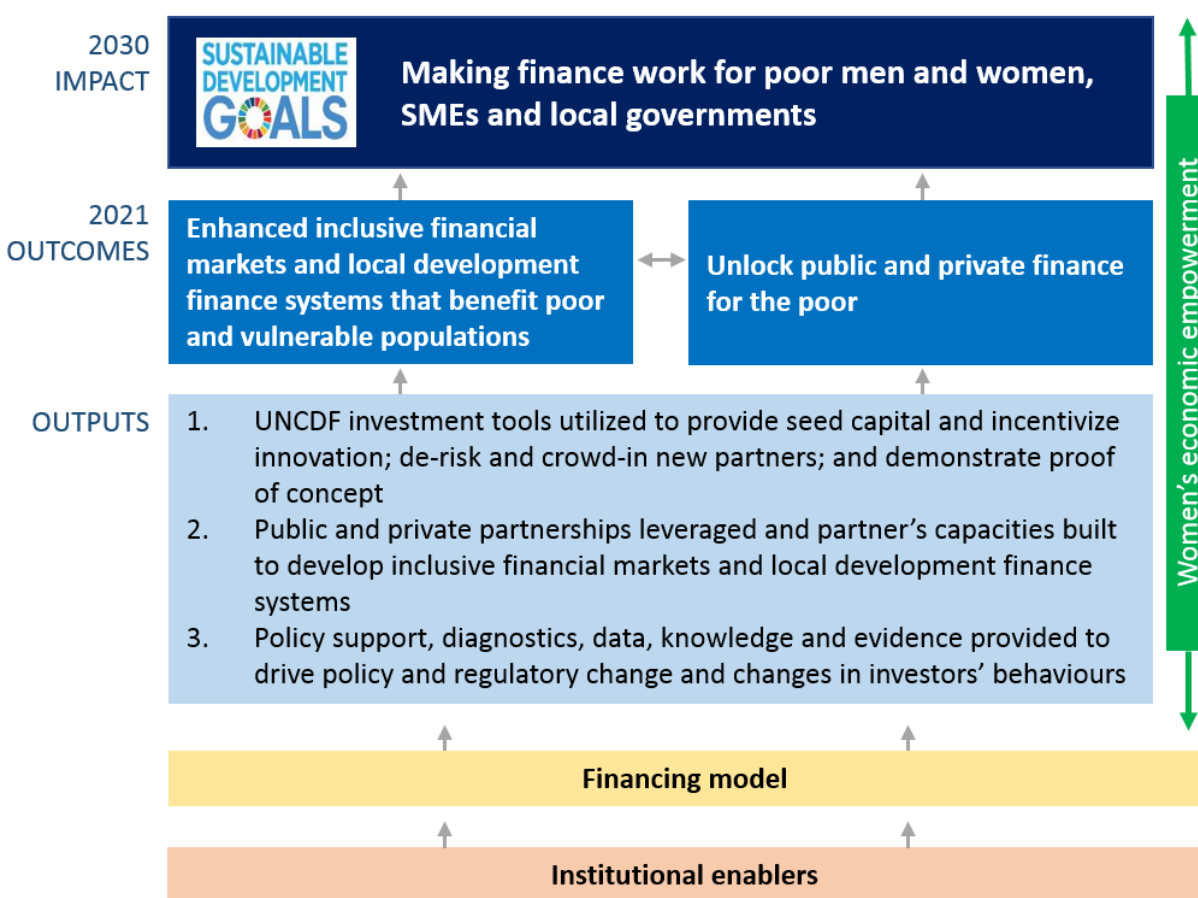 2030
IMPACT
SUSTAINABLE
DEVELOPMENT
GOALS
Making finance work for poor men and women,
SMEs and local governments
2021
OUTCOMES
Enhanced inclusive financial
markets and local development
finance systems that benefit poor
and vulnerable populations
Unlock public and private finance
for the poor
Women's economic empowerment
OUTPUTS
1. UNCDF investment tools utilized to provide seed capital and incentivize
innovation; de-risk and crowd-in new partners; and demonstrate proof
of concept
2. Public and private partnerships leveraged and partner's capacities built
to develop inclusive financial markets and local development finance
systems
3. Policy support, diagnostics, data, knowledge and evidence provided to
drive policy and regulatory change and changes in investors' behaviours
Financing model
Institutional enablers